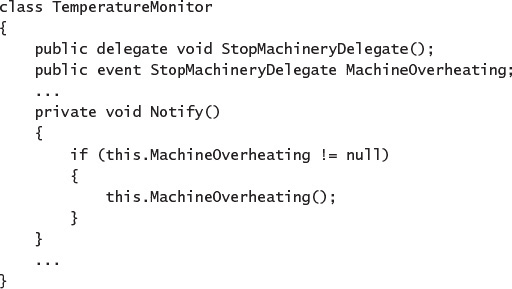 class TemperatureMonitor
{
    public delegate void StopMachineryDelegate();
    public event StopMachineryDelegate MachineOverheating;
    ...
    private void Notify()
    {
        if (this.MachineOverheating != null)
        {
            this.MachineOverheating();
        }
    }
    ...
}